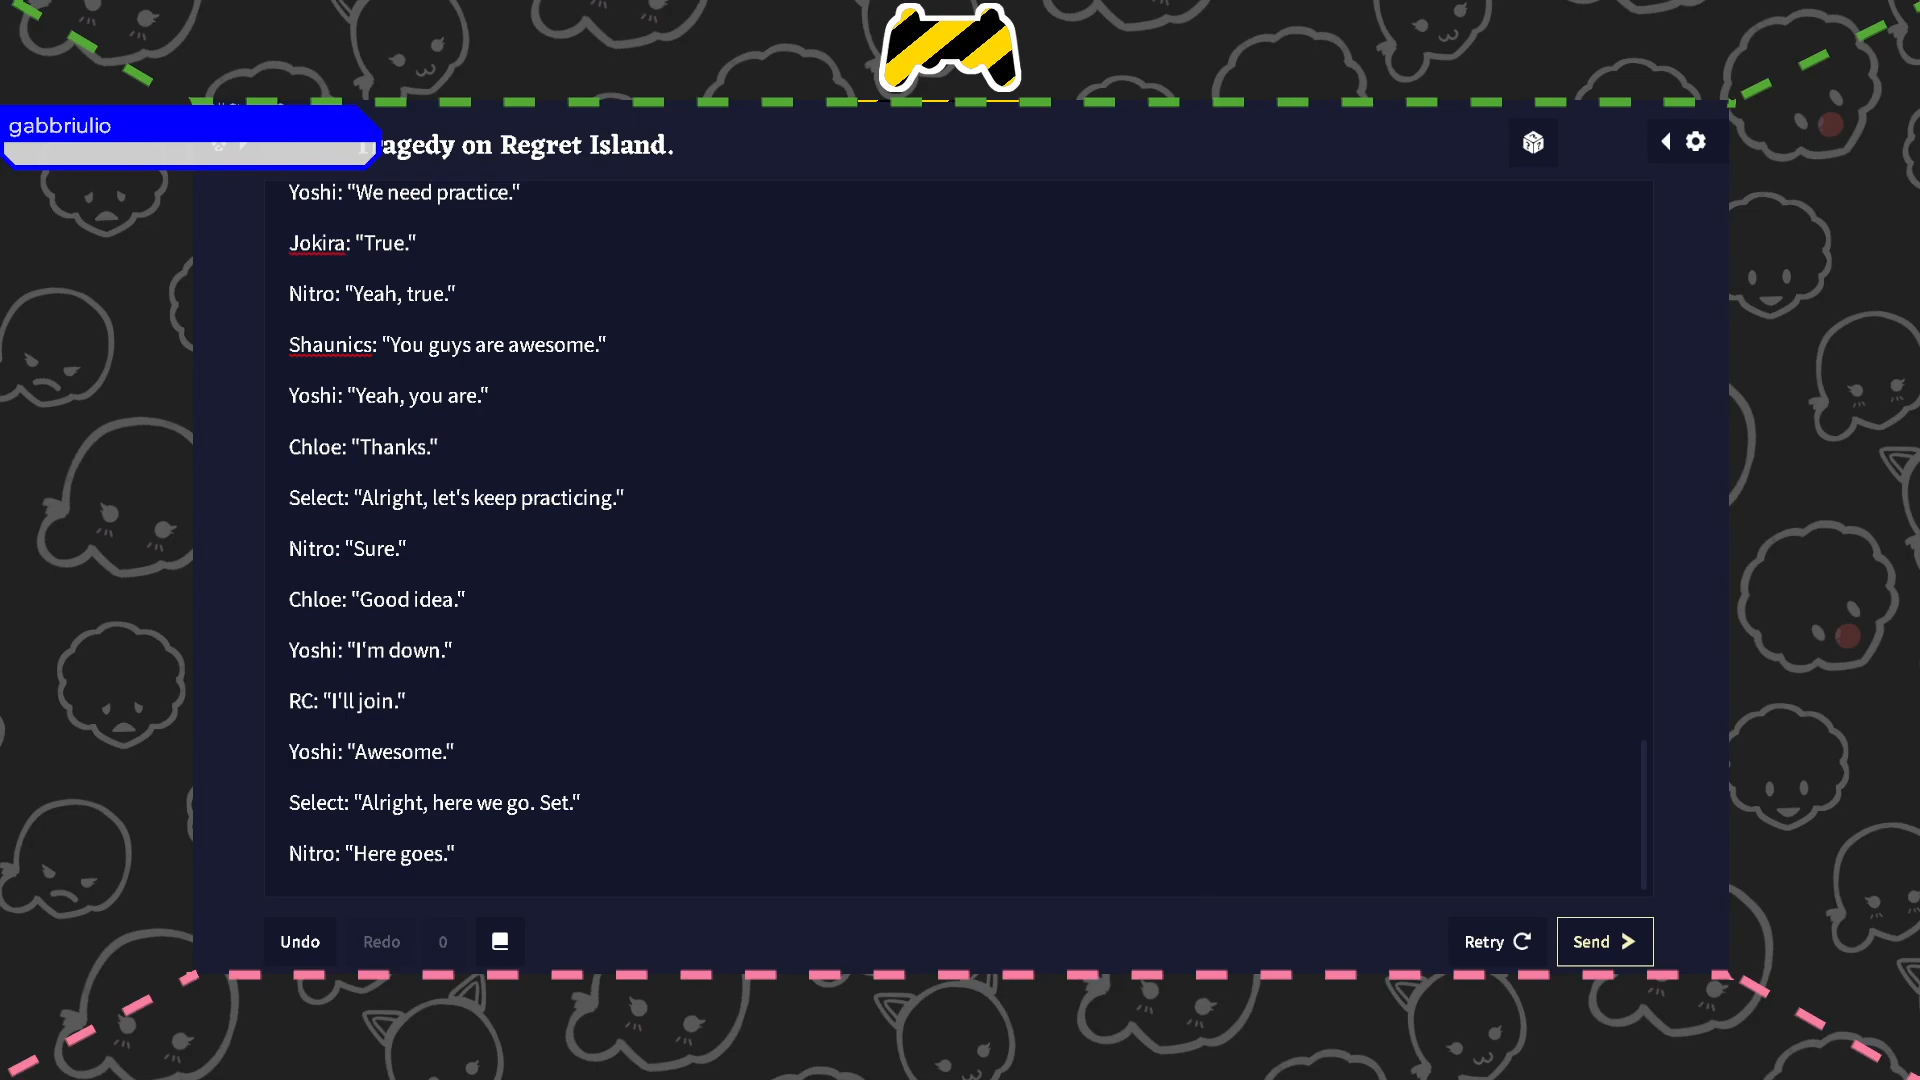 gabbriulio
Tragedy on Regret Island.
Yoshi: "We need practice."
Jokira: "True."
Nitro: "Yeah, true."
Shaunics: "You guys are awesome."
Yoshi: "Yeah, you are."
Chloe: "Thanks."
Select: "Alright, let's keep practicing."
Nitro: "Sure."
Chloe: "Good idea."
Yoshi: "I'm down."
RC: "I'll join."
Yoshi: "Awesome."
Select: "Alright, here we go. Set."
Nitro: "Here goes."
Undo
Redo
0
Retry
Send